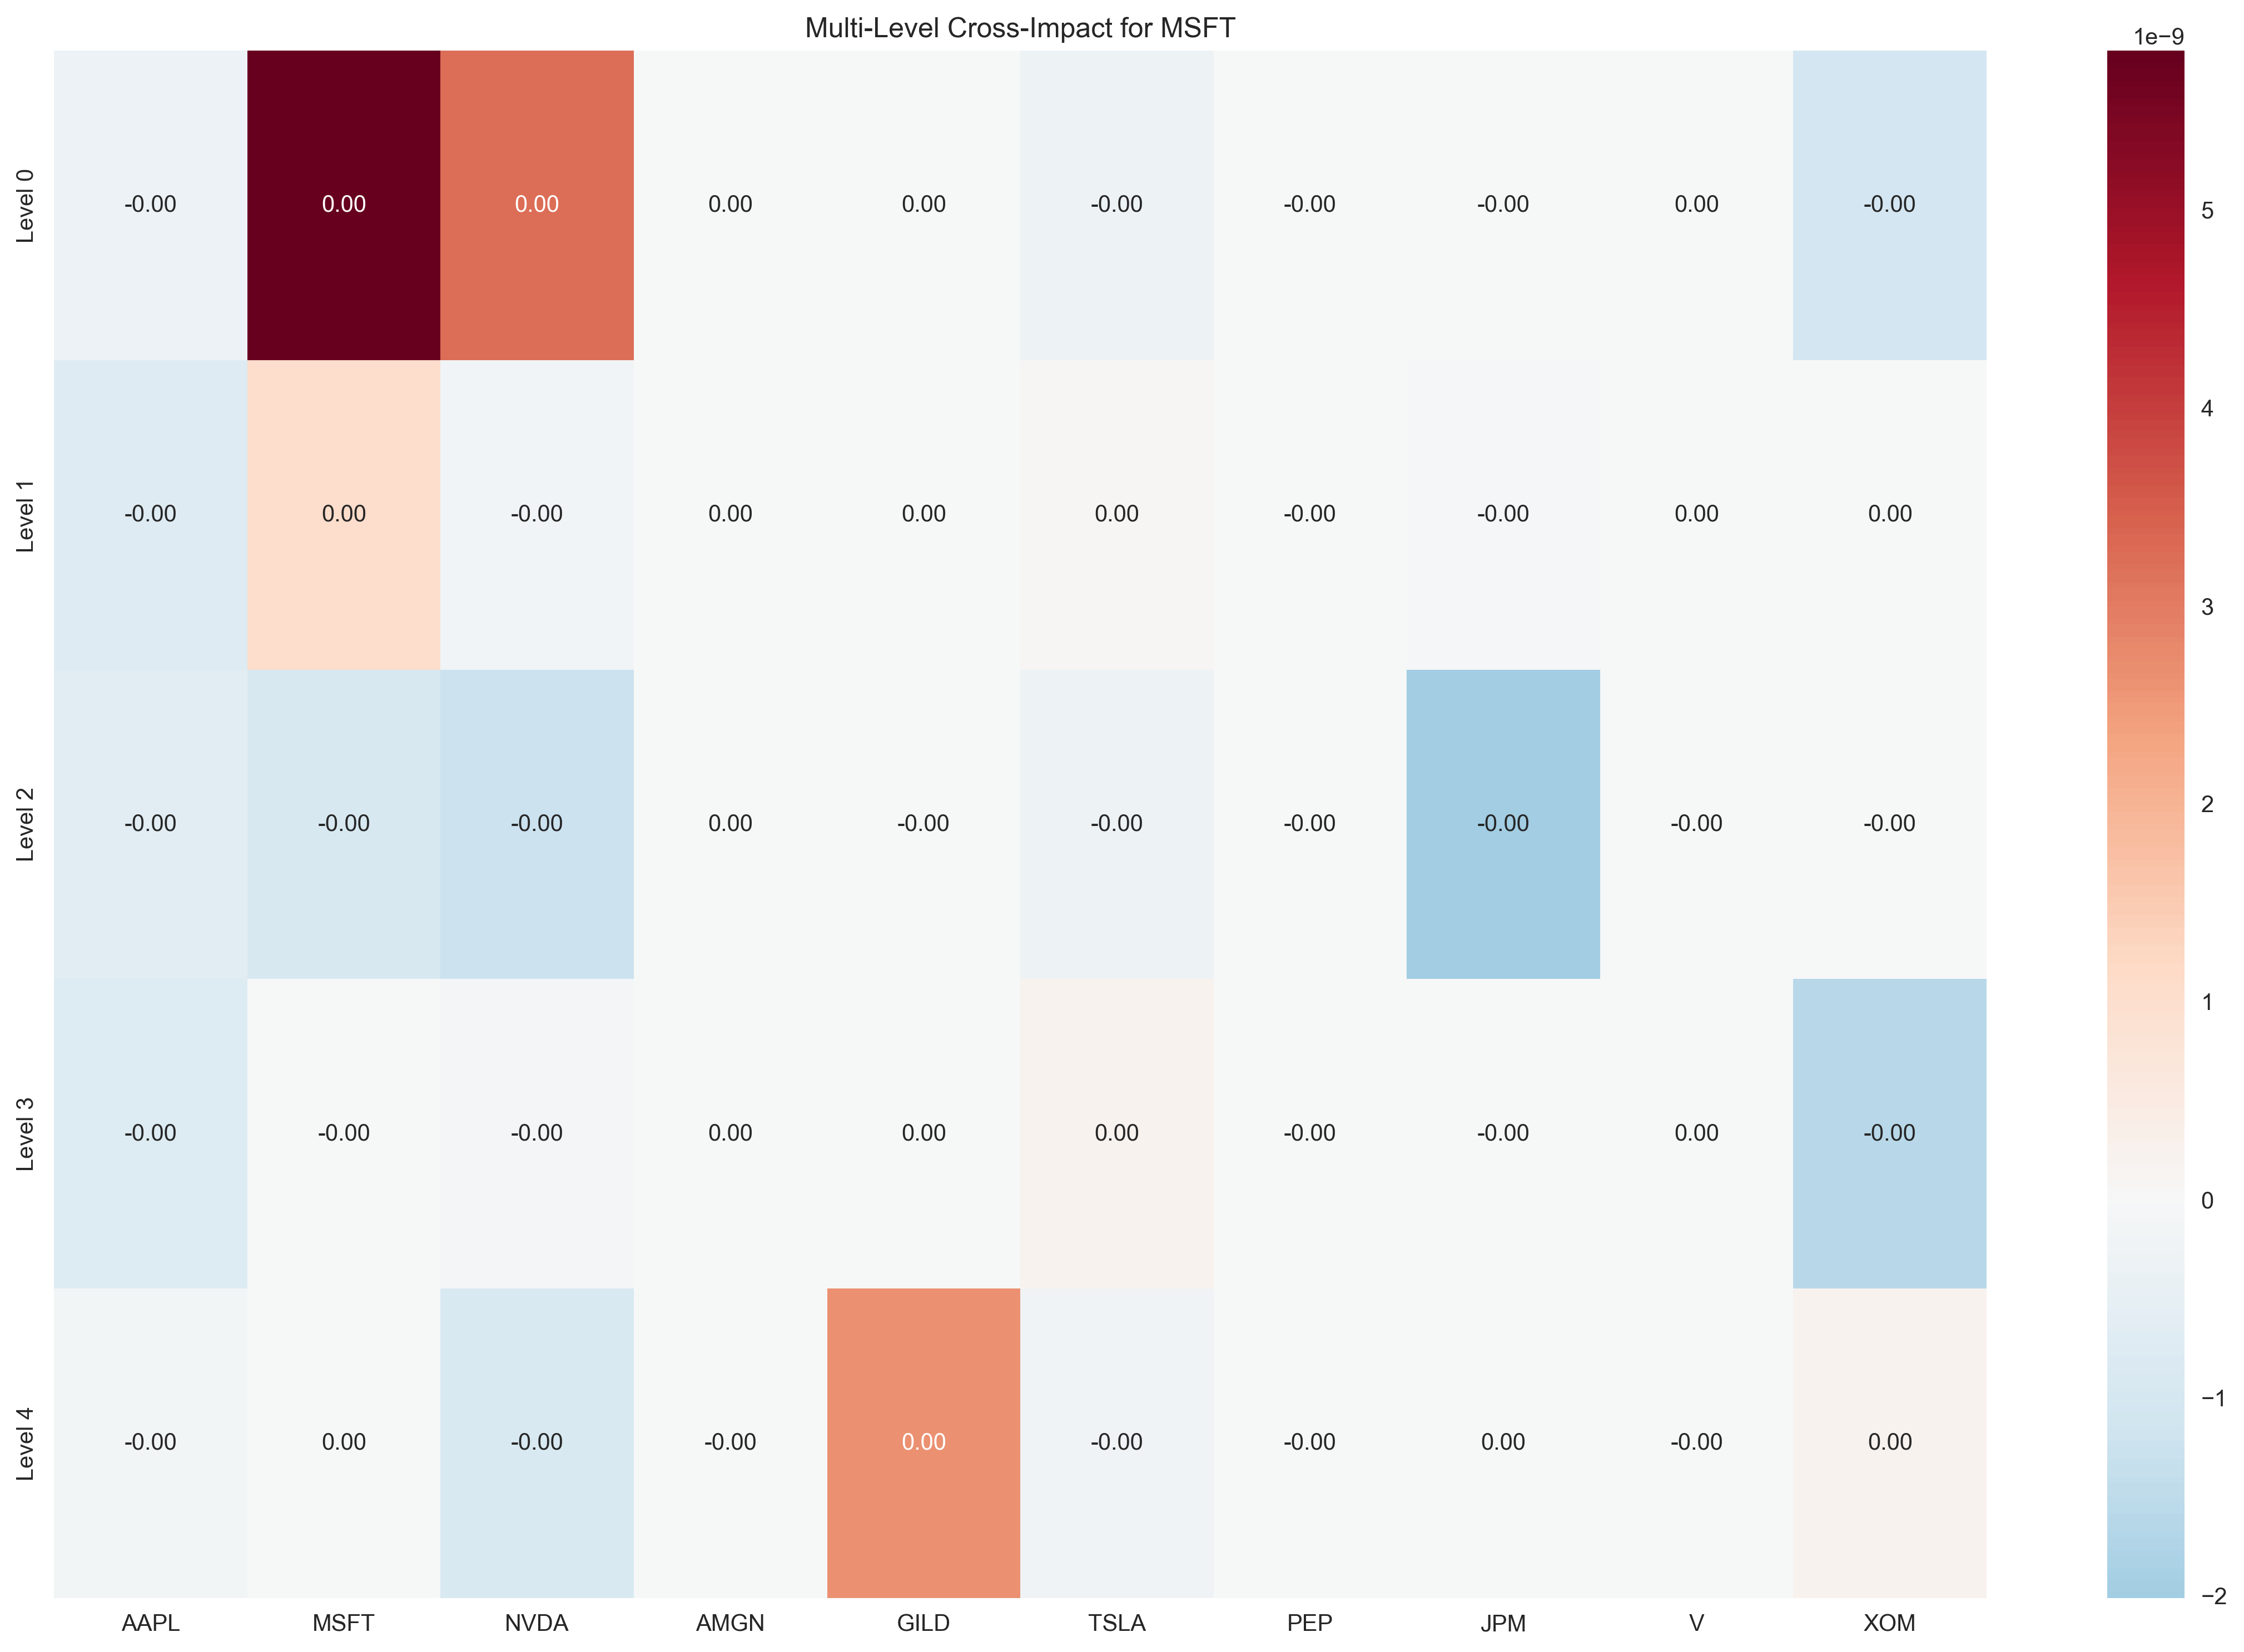 Multi-Level Cross-Impact for MSFT
1e−9
Level 0
-0.00 0.00 0.00 0.00 0.00 -0.00 -0.00 -0.00 0.00 -0.00
Level 1
-0.00 0.00 -0.00 0.00 0.00 0.00 -0.00 -0.00 0.00 0.00
Level 2
-0.00 -0.00 -0.00 0.00 -0.00 -0.00 -0.00 -0.00 -0.00 -0.00
Level 3
-0.00 -0.00 -0.00 0.00 0.00 0.00 -0.00 -0.00 0.00 -0.00
Level 4
-0.00 0.00 -0.00 -0.00 0.00 -0.00 -0.00 0.00 -0.00 0.00
AAPL MSFT NVDA AMGN GILD TSLA PEP JPM V XOM
5
4
3
2
1
0
−1
−2